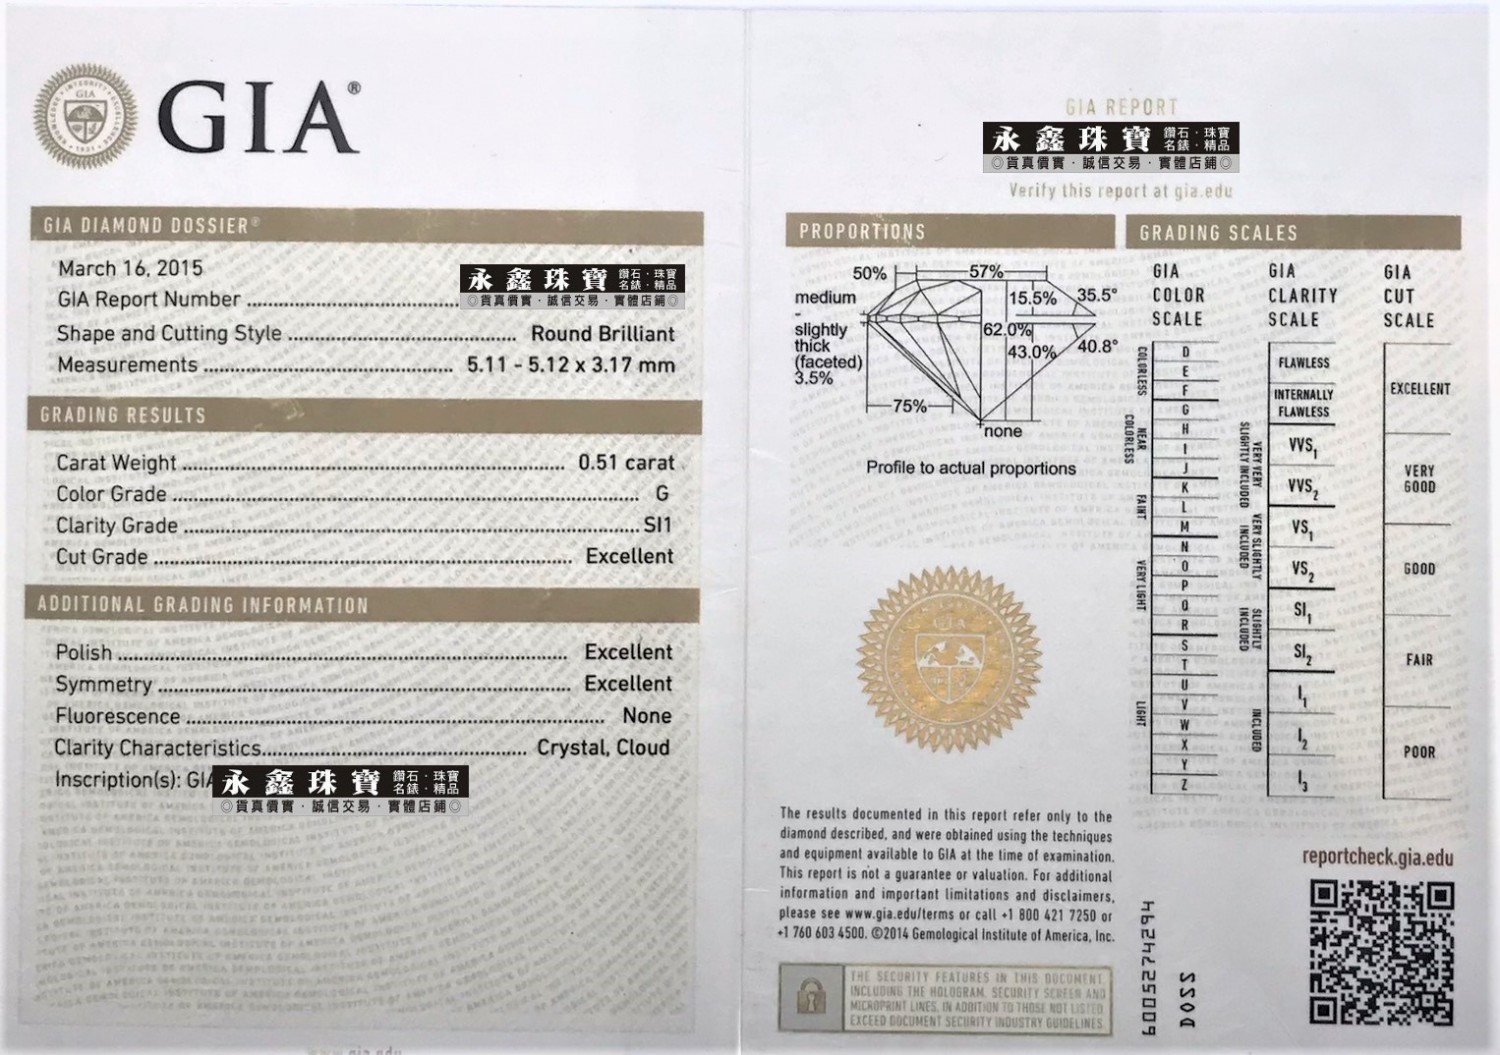 GIA
GIA®
GIA DIAMOND DOSSIER®
March 16, 2015
GIA Report Number
永鑫珠寶 鑽石·珠寶 名錶·精品
◎貨真價實·誠信交易·實體店鋪◎
Shape and Cutting Style Round Brilliant
Measurements 5.11 - 5.12 x 3.17 mm
GRADING RESULTS
Carat Weight 0.51 carat
Color Grade G
Clarity Grade SI1
Cut Grade Excellent
ADDITIONAL GRADING INFORMATION
Polish Excellent
Symmetry Excellent
Fluorescence None
Clarity Characteristics Crystal, Cloud
Inscription(s): GIA
永鑫珠寶 鑽石·珠寶 名錶·精品
◎貨真價實·誠信交易·實體店鋪◎
GIA REPORT
永鑫珠寶 鑽石·珠寶 名錶·精品
◎貨真價實·誠信交易·實體店鋪◎
Verify this report at gia.edu
PROPORTIONS
50%
57%
medium
-
slightly
thick
(faceted)
3.5%
15.5%
35.5°
62.0%
43.0%
40.8°
75%
none
Profile to actual proportions
GIA
The results documented in this report refer only to the
diamond described, and were obtained using the techniques
and equipment available to GIA at the time of examination.
This report is not a guarantee or valuation. For additional
information and important limitations and disclaimers,
please see www.gia.edu/terms or call +1 800 421 7250 or
+1 760 603 4500. ©2014 Gemological Institute of America, Inc.
THE SECURITY FEATURES IN THIS DOCUMENT,
INCLUDING THE HOLOGRAM, SECURITY SCREEN AND
MICROPRINT LINES, IN ADDITION TO THOSE NOT LISTED
EXCEED DOCUMENT SECURITY INDUSTRY GUIDELINES.
GRADING SCALES
GIA
COLOR
SCALE
COLORLESS
D
E
F
NEAR
COLORLESS
G
H
I
J
FAINT
K
L
M
VERY LIGHT
N
O
P
Q
R
LIGHT
S
T
U
V
W
X
Y
Z
GIA
CLARITY
SCALE
FLAWLESS
INTERNALLY
FLAWLESS
VERY VERY
SLIGHTLY INCLUDED
VVS1
VVS2
VERY SLIGHTLY
INCLUDED
VS1
VS2
SLIGHTLY
INCLUDED
SI1
SI2
INCLUDED
I1
I2
I3
GIA
CUT
SCALE
EXCELLENT
VERY
GOOD
GOOD
FAIR
POOR
reportcheck.gia.edu
6005274294
DOSS